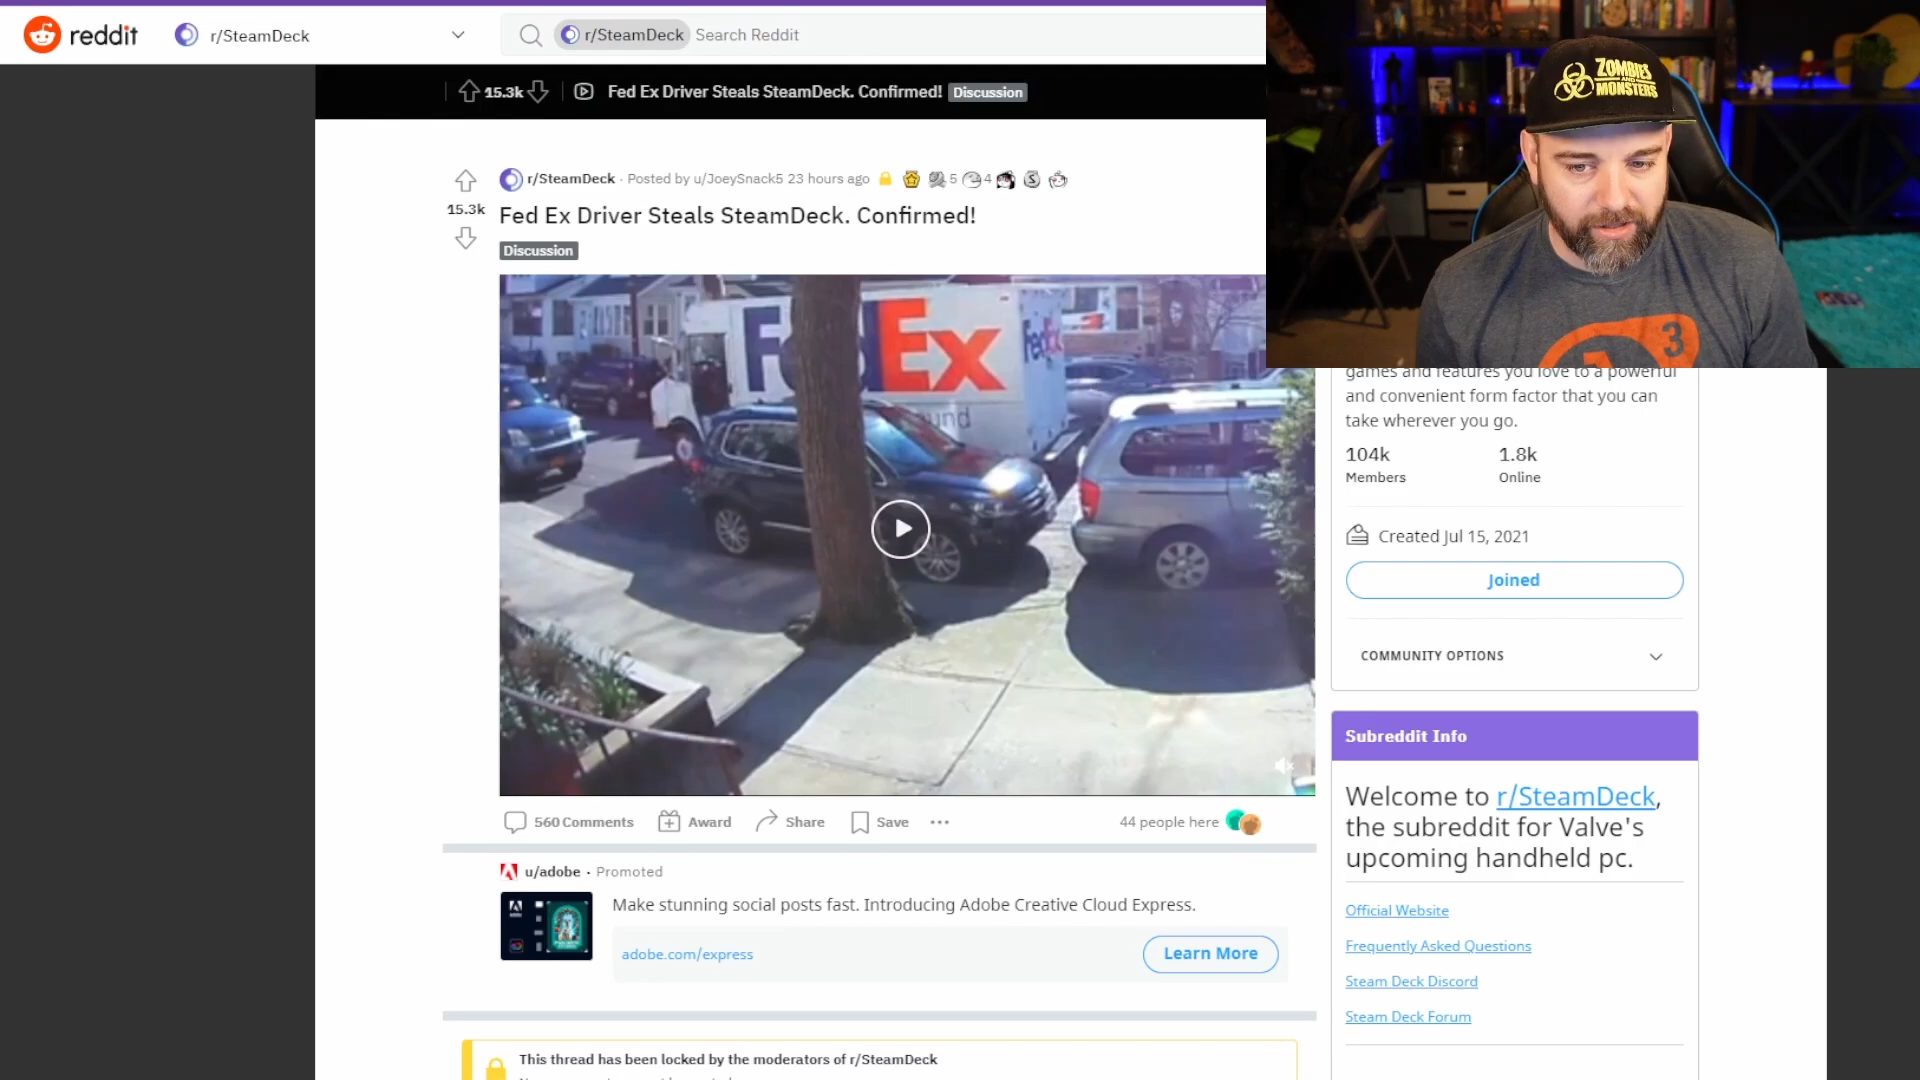 reddit
r/SteamDeck
r/SteamDeck Search Reddit
15.3k Fed Ex Driver Steals SteamDeck. Confirmed! Discussion
r/SteamDeck · Posted by u/JoeySnack5 23 hours ago 5 4
15.3k
Fed Ex Driver Steals SteamDeck. Confirmed!
Discussion
FedEx
FedEx
560 Comments Award Share Save 44 people here
u/adobe · Promoted
Make stunning social posts fast. Introducing Adobe Creative Cloud Express.
adobe.com/express
Learn More
This thread has been locked by the moderators of r/SteamDeck
ZOMBIES
AND
MONSTERS
3
games and features you love to a powerful
and convenient form factor that you can
take wherever you go.
104k 1.8k
Members Online
Created Jul 15, 2021
Joined
COMMUNITY OPTIONS
Subreddit Info
Welcome to r/SteamDeck,
the subreddit for Valve's
upcoming handheld pc.
Official Website
Frequently Asked Questions
Steam Deck Discord
Steam Deck Forum